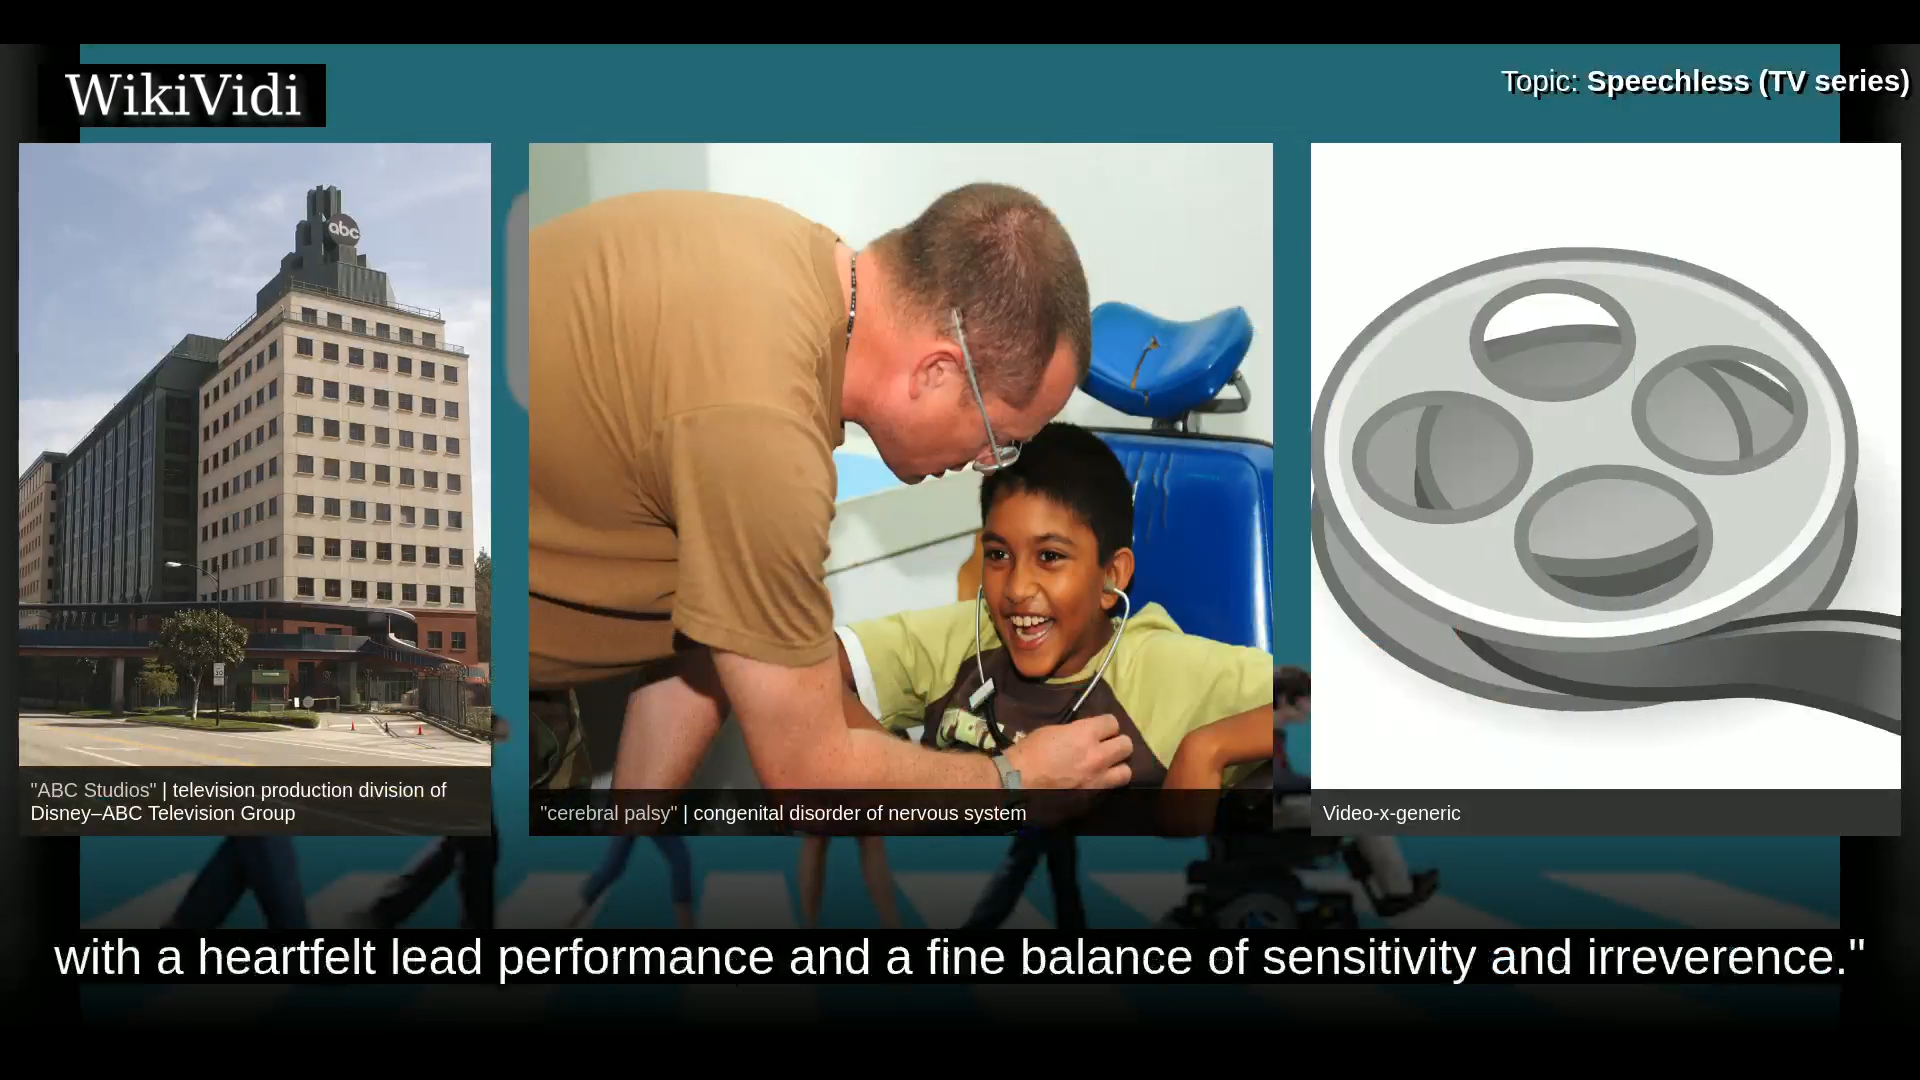 WikiVidi
Topic: Speechless (TV series)
abc
"ABC Studios" | television production division of
Disney–ABC Television Group
"cerebral palsy" | congenital disorder of nervous system
Video-x-generic
with a heartfelt lead performance and a fine balance of sensitivity and irreverence."